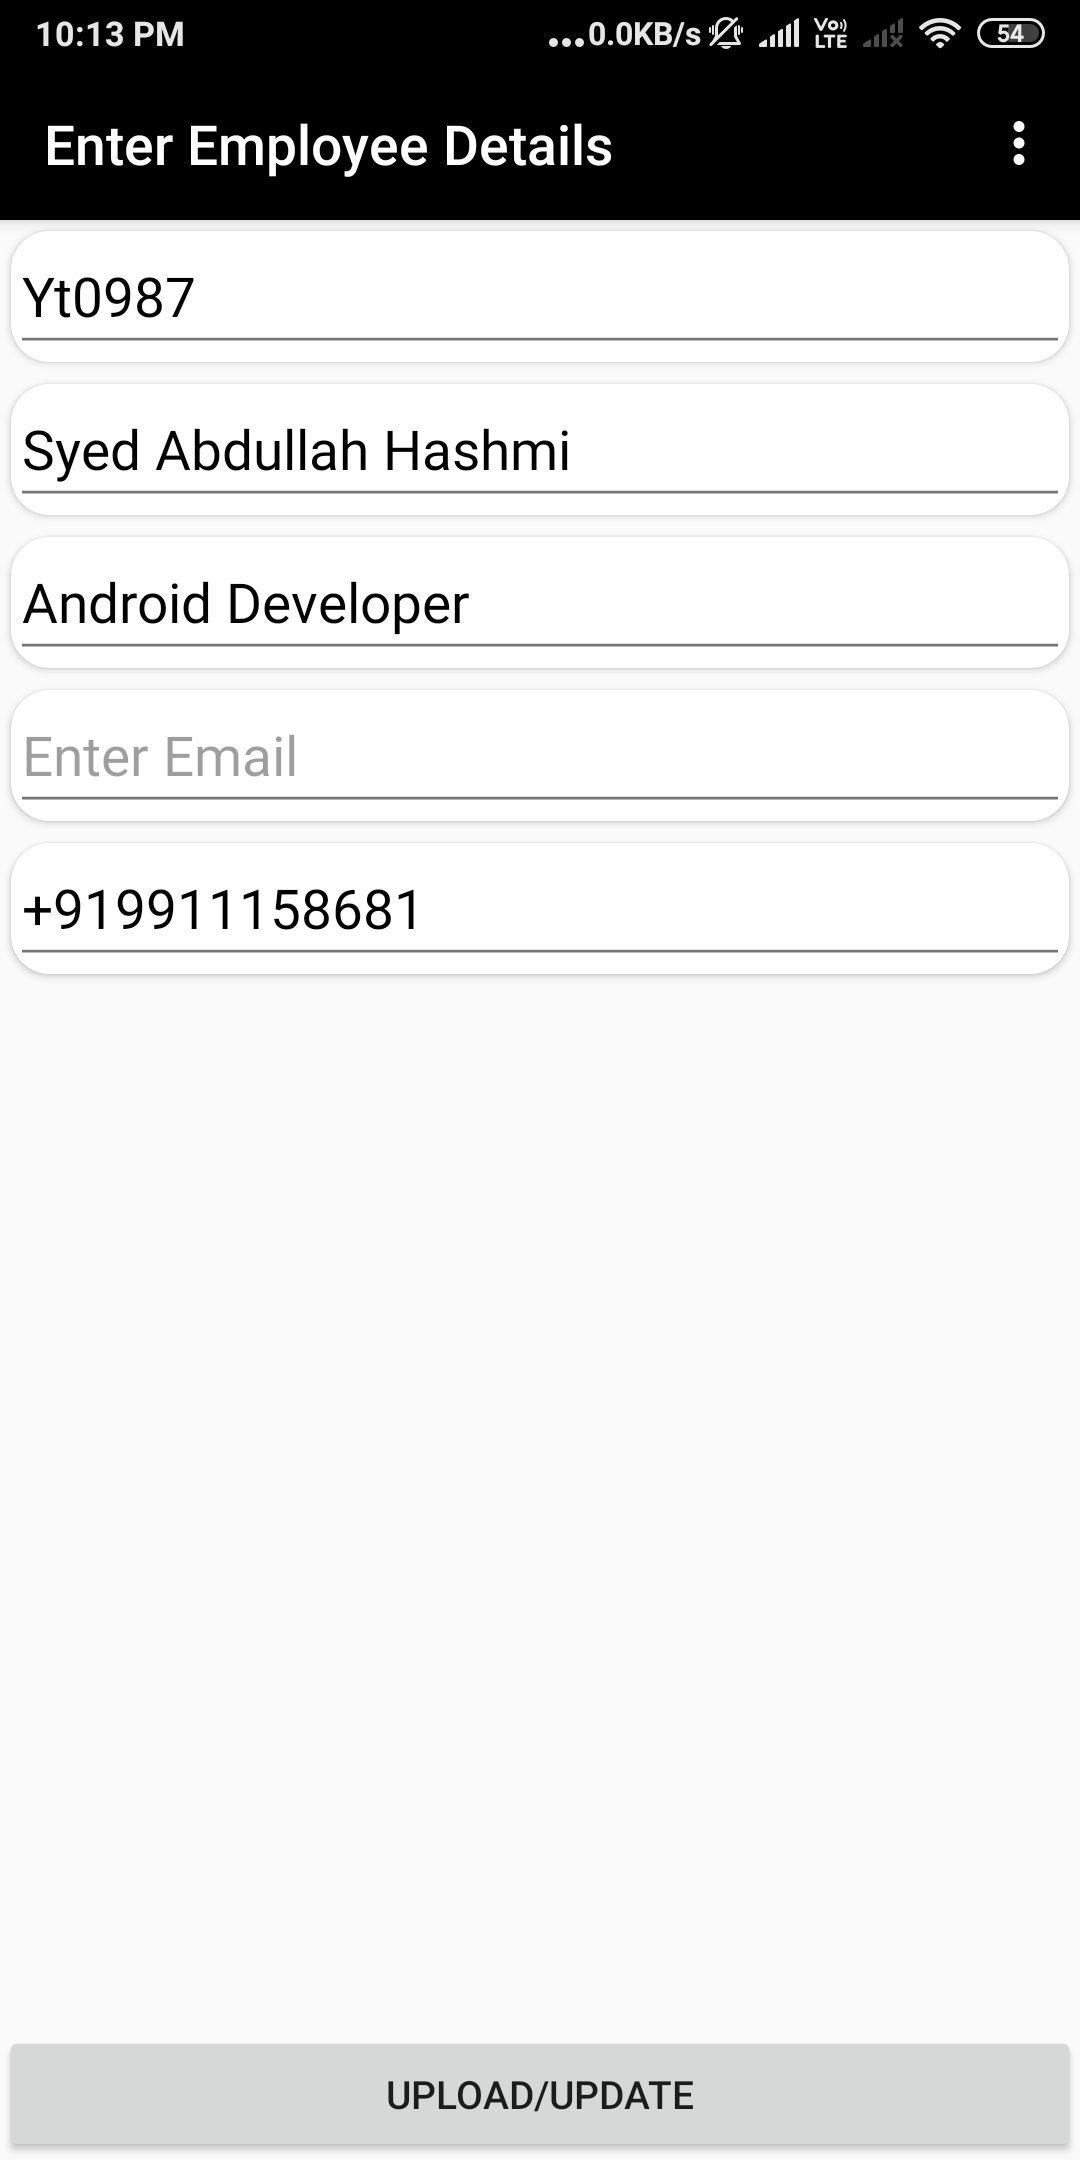 10:13 PM ...0.0KB/s Vo LTE 54
Enter Employee Details
Yt0987
Syed Abdullah Hashmi
Android Developer
Enter Email
+919911158681
UPLOAD/UPDATE